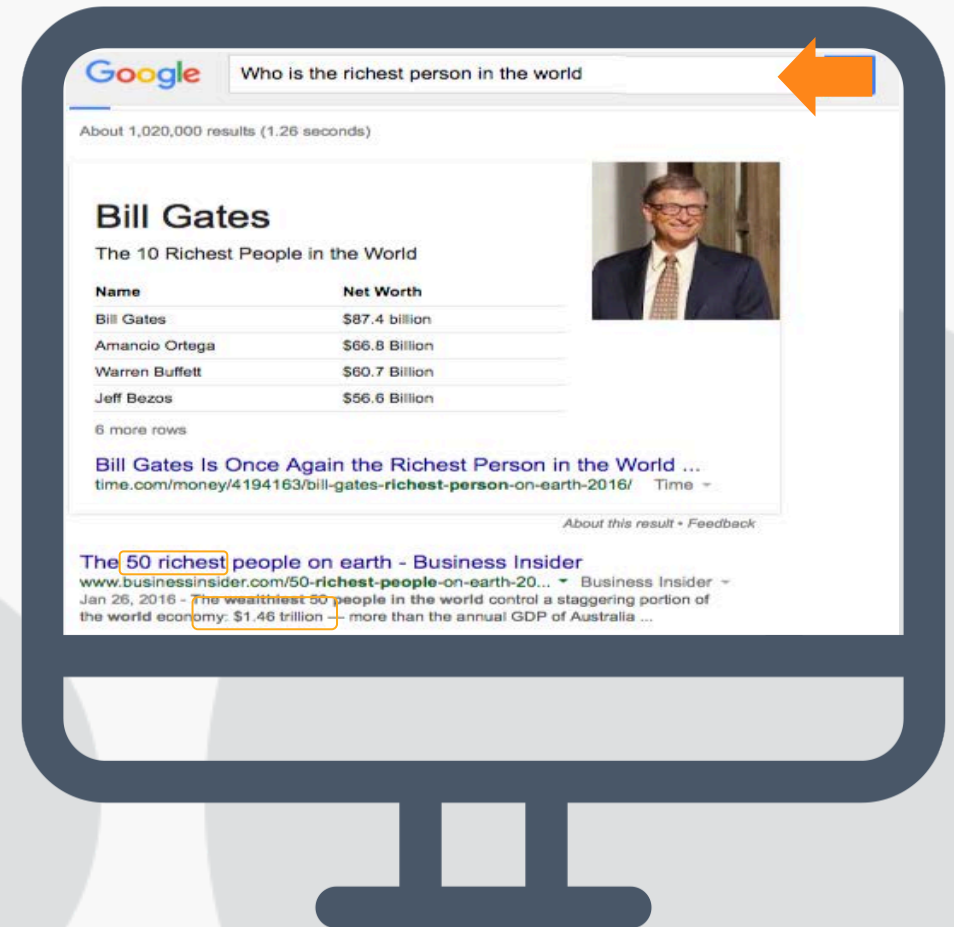 Google
Who is the richest person in the world
About 1,020,000 results (1.26 seconds)
Bill Gates
The 10 Richest People in the World
Name Net Worth
Bill Gates $87.4 billion
Amancio Ortega $66.8 Billion
Warren Buffett $60.7 Billion
Jeff Bezos $56.6 Billion
6 more rows
Bill Gates Is Once Again the Richest Person in the World ...
time.com/money/4194163/bill-gates-richest-person-on-earth-2016/ Time
About this result • Feedback
The 50 richest people on earth - Business Insider
www.businessinsider.com/50-richest-people-on-earth-20... Business Insider
Jan 26, 2016 - The wealthiest 50 people in the world control a staggering portion of
the world economy: $1.46 trillion — more than the annual GDP of Australia ...